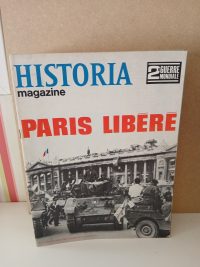 HISTORIA
magazine
2e GUERRE
MONDIALE
PARIS LIBÉRÉ